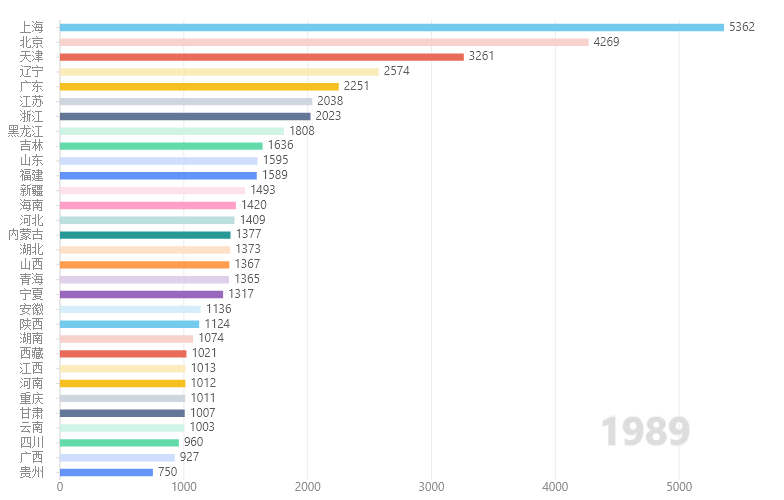 上海 5362
北京 4269
天津 3261
辽宁 2574
广东 2251
江苏 2038
浙江 2023
黑龙江 1808
吉林 1636
山东 1595
福建 1589
新疆 1493
海南 1420
河北 1409
内蒙古 1377
湖北 1373
山西 1367
青海 1365
宁夏 1317
安徽 1136
陕西 1124
湖南 1074
西藏 1021
江西 1013
河南 1012
重庆 1011
甘肃 1007
云南 1003
四川 960
广西 927
贵州 750
1989
0 1000 2000 3000 4000 5000